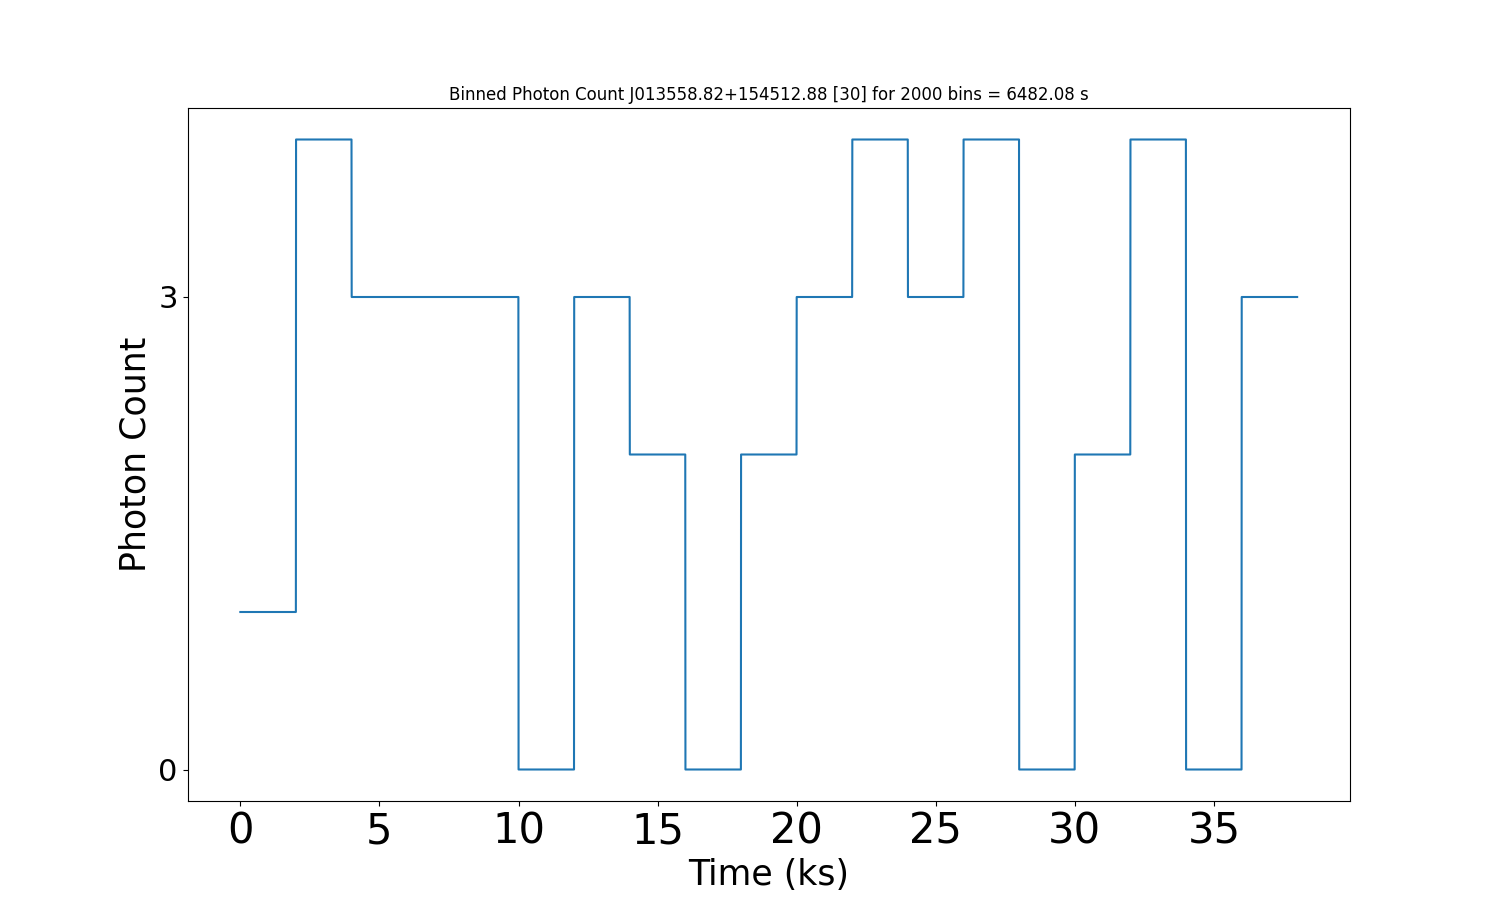 Binned Photon Count J013558.82+154512.88 [30] for 2000 bins = 6482.08 s
3
0
Photon Count
0 5 10 15 20 25 30 35
Time (ks)